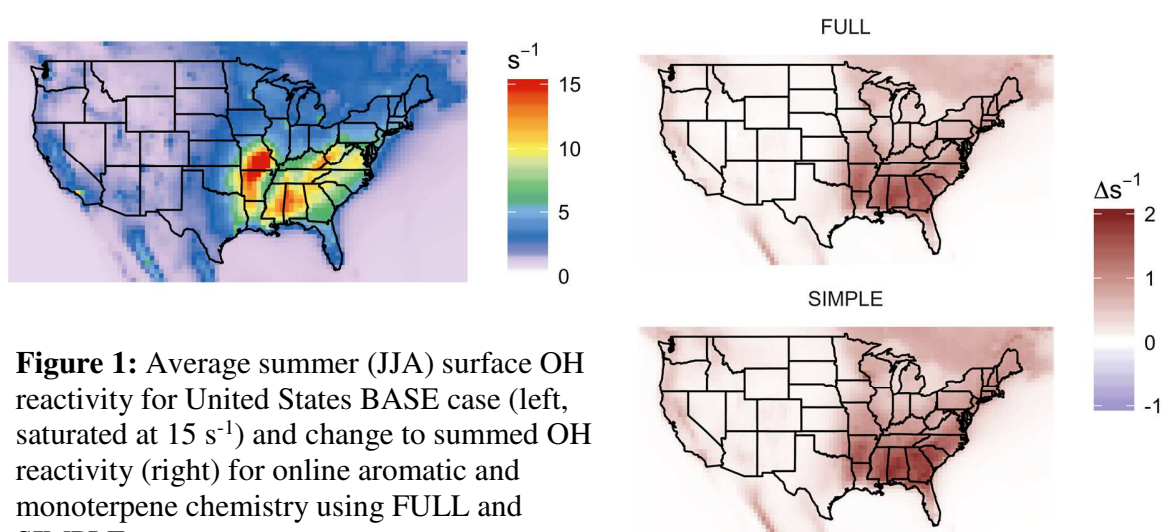 s⁻¹
15
10
5
0
FULL
SIMPLE
Δs⁻¹
2
1
0
-1
Figure 1: Average summer (JJA) surface OH
reactivity for United States BASE case (left,
saturated at 15 s⁻¹) and change to summed OH
reactivity (right) for online aromatic and
monoterpene chemistry using FULL and